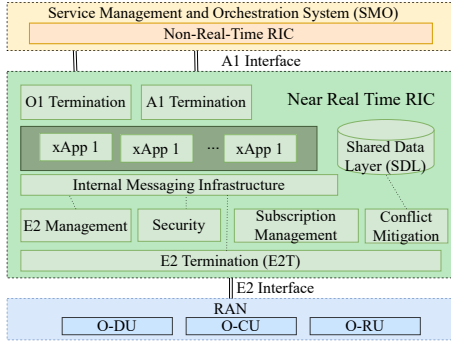 Service Management and Orchestration System (SMO)
Non-Real-Time RIC
A1 Interface
O1 Termination
A1 Termination
Near Real Time RIC
xApp 1
xApp 1
...
xApp 1
Shared Data
Layer (SDL)
Internal Messaging Infrastructure
E2 Management
Security
Subscription
Management
Conflict
Mitigation
E2 Termination (E2T)
E2 Interface
RAN
O-DU
O-CU
O-RU